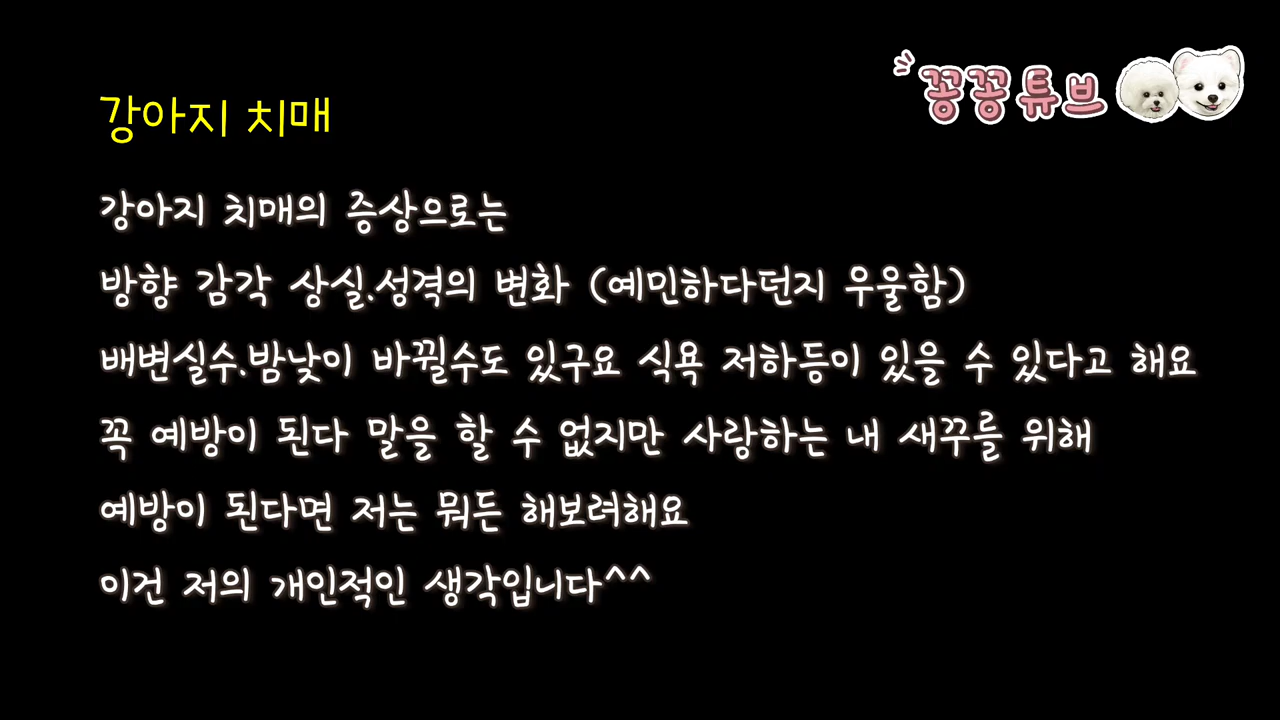 꽁꽁튜브
강아지 치매
강아지 치매의 증상으로는
방향 감각 상실.성격의 변화 (예민하다던지 우울함)
배변실수.밤낮이 바뀔수도 있구요 식욕 저하등이 있을 수 있다고 해요
꼭 예방이 된다 말을 할 수 없지만 사랑하는 내 새꾸를 위해
예방이 된다면 저는 뭐든 해보려해요
이건 저의 개인적인 생각입니다^^